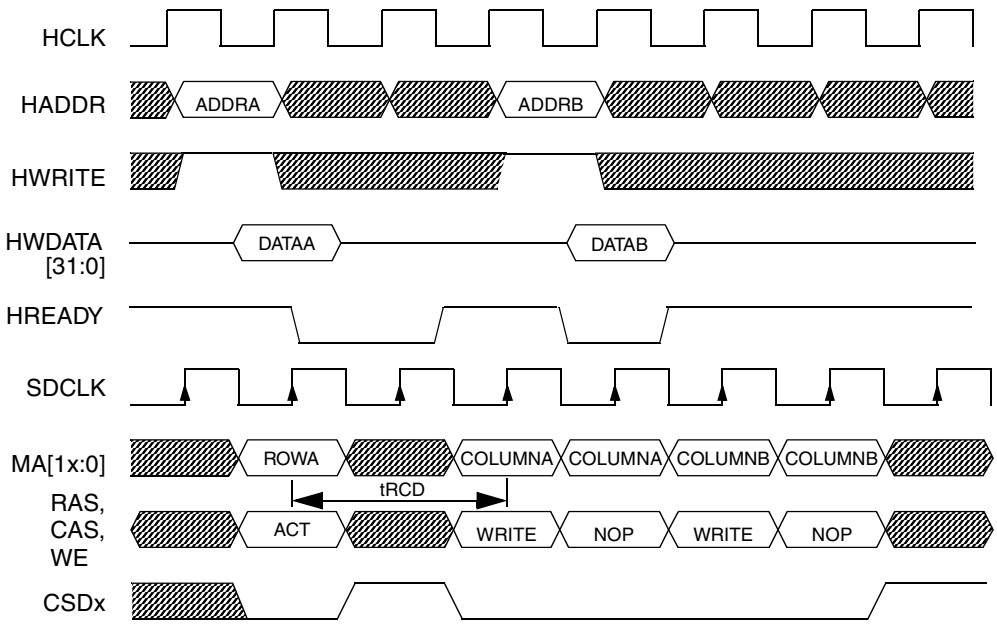 HCLK
HADDR
ADDRA
ADDRB
HWRITE
HWDATA
[31:0]
DATAA
DATAB
HREADY
SDCLK
MA[1x:0]
ROWA
COLUMNA
COLUMNA
COLUMNB
COLUMNB
tRCD
RAS,
CAS,
WE
ACT
WRITE
NOP
WRITE
NOP
CSDx